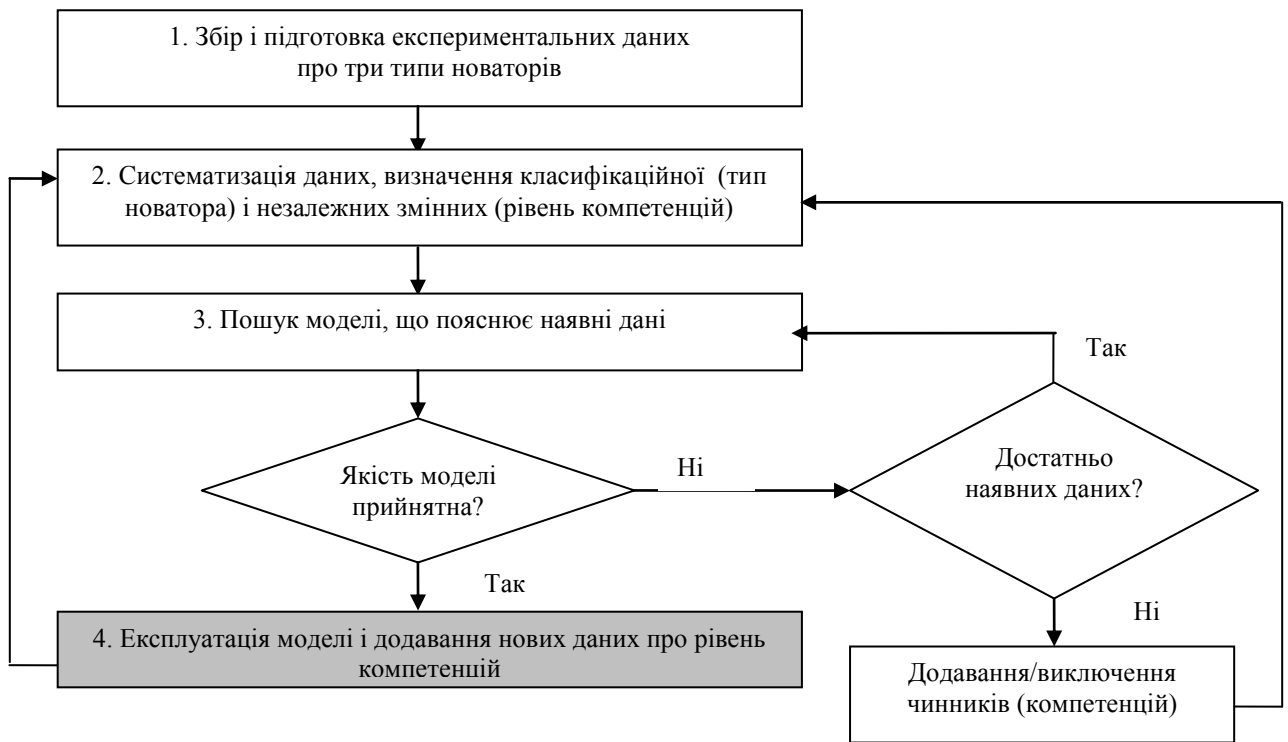 1. Збір і підготовка експериментальних даних
про три типи новаторів
2. Систематизація даних, визначення класифікаційної (тип
новатора) і незалежних змінних (рівень компетенцій)
3. Пошук моделі, що пояснює наявні дані
Так
Якість моделі
прийнятна?
Ні
Достатньо
наявних даних?
Так
Ні
4. Експлуатація моделі і додавання нових даних про рівень
компетенцій
Додавання/виключення
чинників (компетенцій)